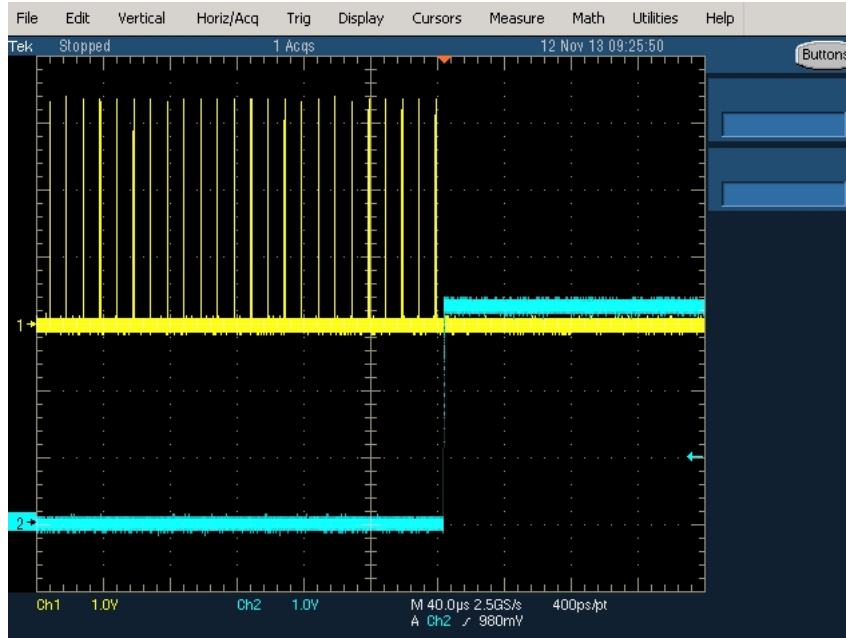 File Edit Vertical Horiz/Acq Trig Display Cursors Measure Math Utilities Help
Tek Stopped 1 Acqs 12 Nov 13 09:25:50
Buttons
1
2
Ch1 1.0V Ch2 1.0V M 40.0µs 2.5GS/s 400ps/pt
A Ch2 ⁄ 980mV